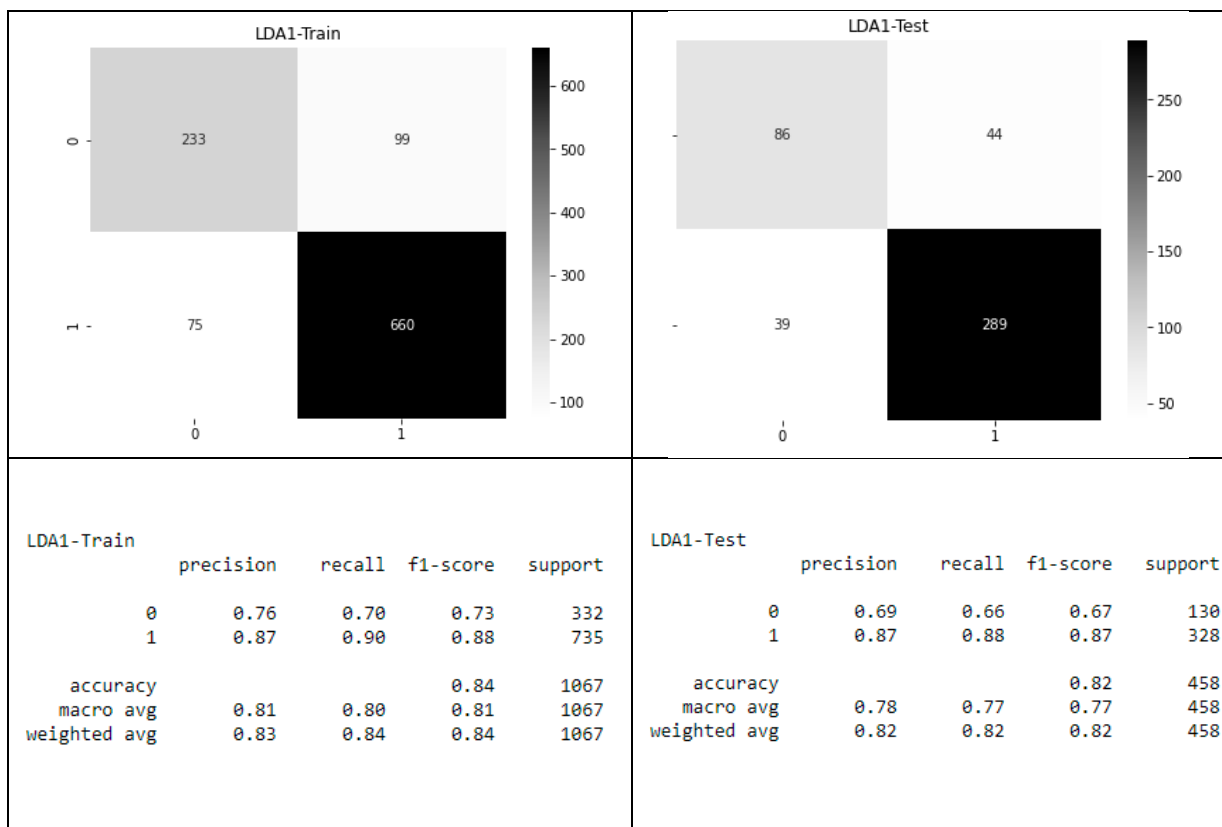 LDA1-Train
0
233
99
1
75
660
0
1
600
500
400
300
200
100
LDA1-Test
86
44
39
289
0
1
250
200
150
100
50
LDA1-Train
precision recall f1-score support
0 0.76 0.70 0.73 332
1 0.87 0.90 0.88 735
accuracy 0.84 1067
macro avg 0.81 0.80 0.81 1067
weighted avg 0.83 0.84 0.84 1067
LDA1-Test
precision recall f1-score support
0 0.69 0.66 0.67 130
1 0.87 0.88 0.87 328
accuracy 0.82 458
macro avg 0.78 0.77 0.77 458
weighted avg 0.82 0.82 0.82 458